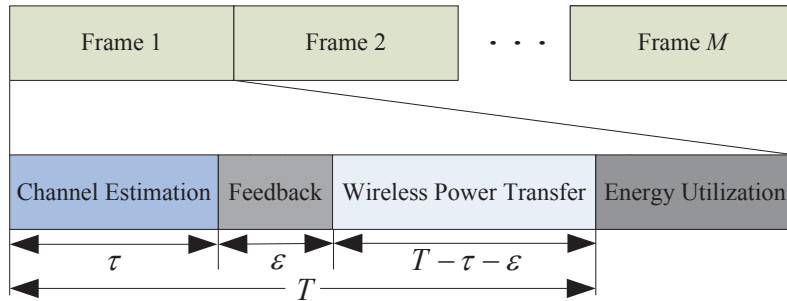 Frame 1 Frame 2 · · · Frame M
Channel Estimation Feedback Wireless Power Transfer Energy Utilization
τ ε T − τ − ε
T